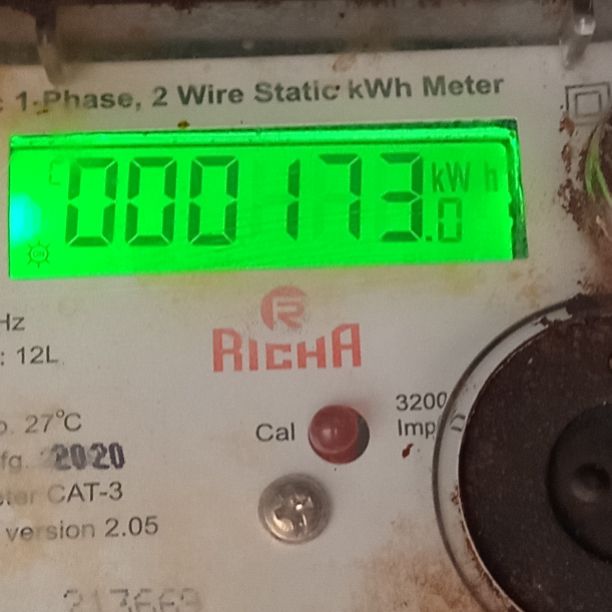 1-Phase, 2 Wire Static kWh Meter
000173.0 kWh
Hz
: 12L
RICHA
27°C
Cal
3200
Imp
2020
CAT-3
version 2.05